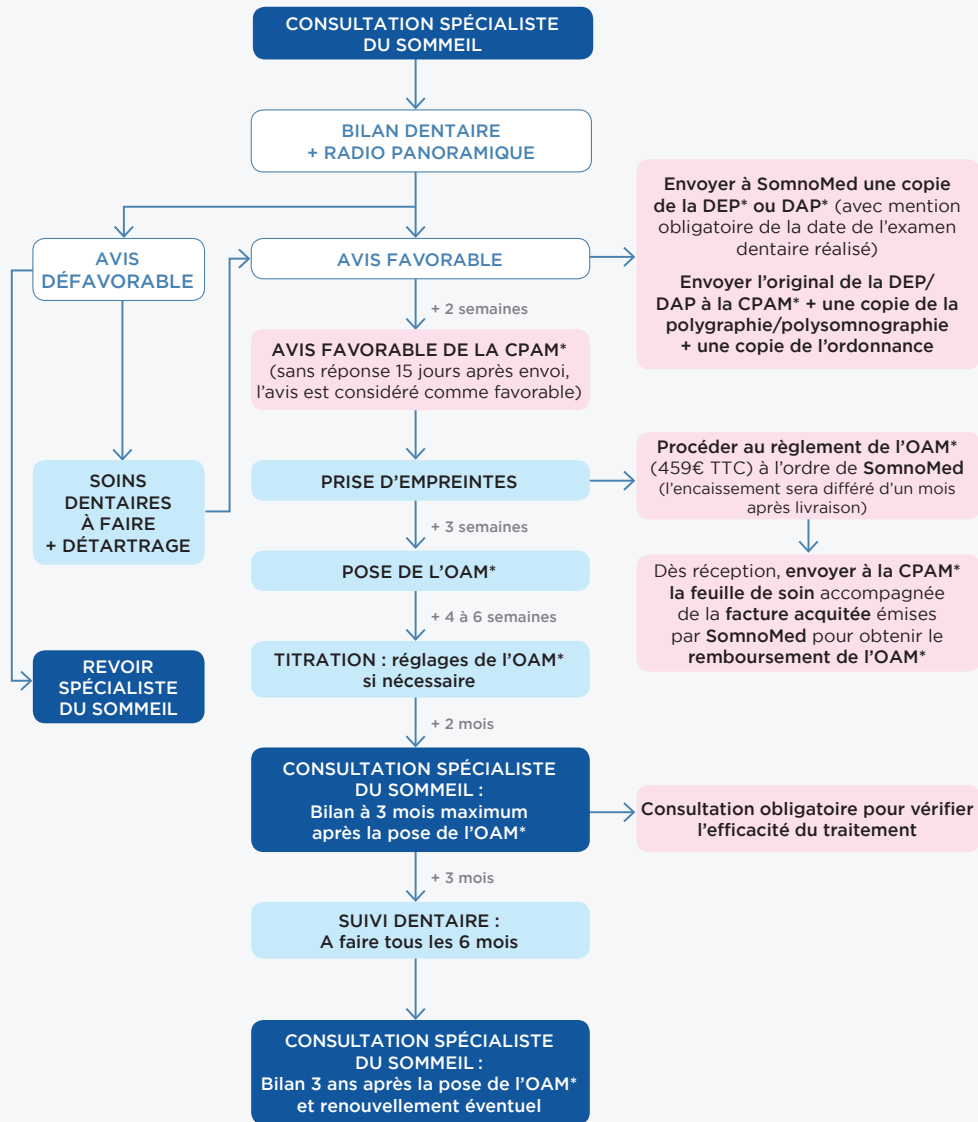 CONSULTATION SPÉCIALISTE
DU SOMMEIL
BILAN DENTAIRE
+ RADIO PANORAMIQUE
AVIS
DÉFAVORABLE
AVIS FAVORABLE
Envoyer à SomnoMed une copie
de la DEP* ou DAP* (avec mention
obligatoire de la date de l'examen
dentaire réalisé)
Envoyer l'original de la DEP/
DAP à la CPAM* + une copie de la
polygraphie/polysomnographie
+ une copie de l'ordonnance
+ 2 semaines
AVIS FAVORABLE DE LA CPAM*
(sans réponse 15 jours après envoi,
l'avis est considéré comme favorable)
SOINS
DENTAIRES
À FAIRE
+ DÉTARTRAGE
PRISE D'EMPREINTES
Procéder au règlement de l'OAM*
(459€ TTC) à l'ordre de SomnoMed
(l'encaissement sera différé d'un mois
après livraison)
+ 3 semaines
POSE DE L'OAM*
Dès réception, envoyer à la CPAM*
la feuille de soin accompagnée
de la facture acquitée émises
par SomnoMed pour obtenir le
remboursement de l'OAM*
+ 4 à 6 semaines
TITRATION : réglages de l'OAM*
si nécessaire
REVOIR
SPÉCIALISTE
DU SOMMEIL
+ 2 mois
CONSULTATION SPÉCIALISTE
DU SOMMEIL :
Bilan à 3 mois maximum
après la pose de l'OAM*
Consultation obligatoire pour vérifier
l'efficacité du traitement
+ 3 mois
SUIVI DENTAIRE :
A faire tous les 6 mois
CONSULTATION SPÉCIALISTE
DU SOMMEIL :
Bilan 3 ans après la pose de l'OAM*
et renouvellement éventuel